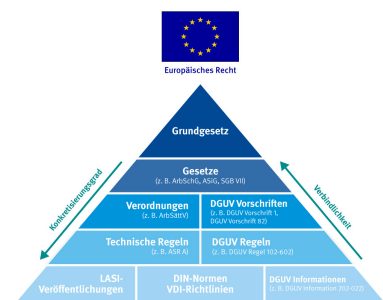 Europäisches Recht
Grundgesetz
Gesetze
(z. B. ArbSchG, ASiG, SGB VII)
Konkretisierungsgrad
Verbindlichkeit
Verordnungen
(z. B. ArbSättV)
DGUV Vorschriften
(z. B. DGUV Vorschrift 1,
DGUV Vorschrift 82)
Technische Regeln
(z. B. ASR A)
DGUV Regeln
(z. B. DGUV Regel 102-602)
LASI-
Veröffentlichungen
DIN-Normen
VDI-Richtlinien
DGUV Informationen
(z. B. DGUV Information 202-022)